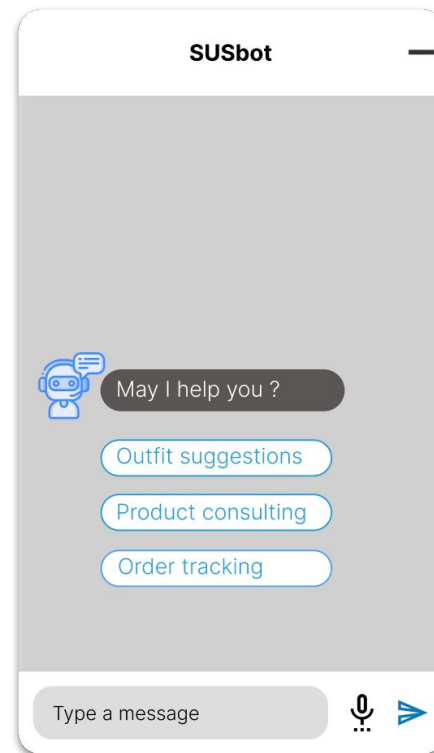 SUSbot
May I help you ?
Outfit suggestions
Product consulting
Order tracking
Type a message